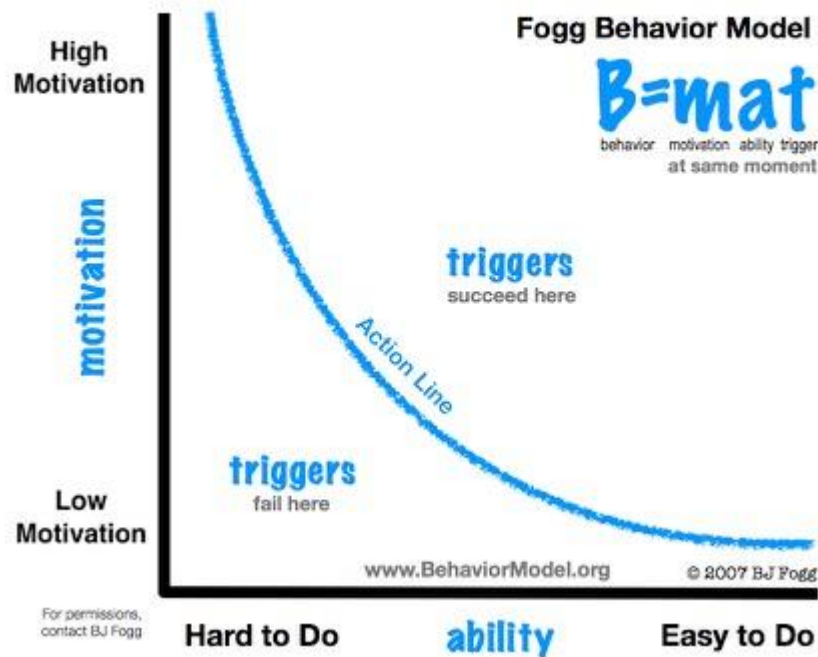 Fogg Behavior Model
B=mat
behavior motivation ability trigger
at same moment
High
Motivation
motivation
triggers
succeed here
Action Line
triggers
fail here
Low
Motivation
www.BehaviorModel.org
© 2007 BJ Fogg
For permissions,
contact BJ Fogg
Hard to Do
ability
Easy to Do